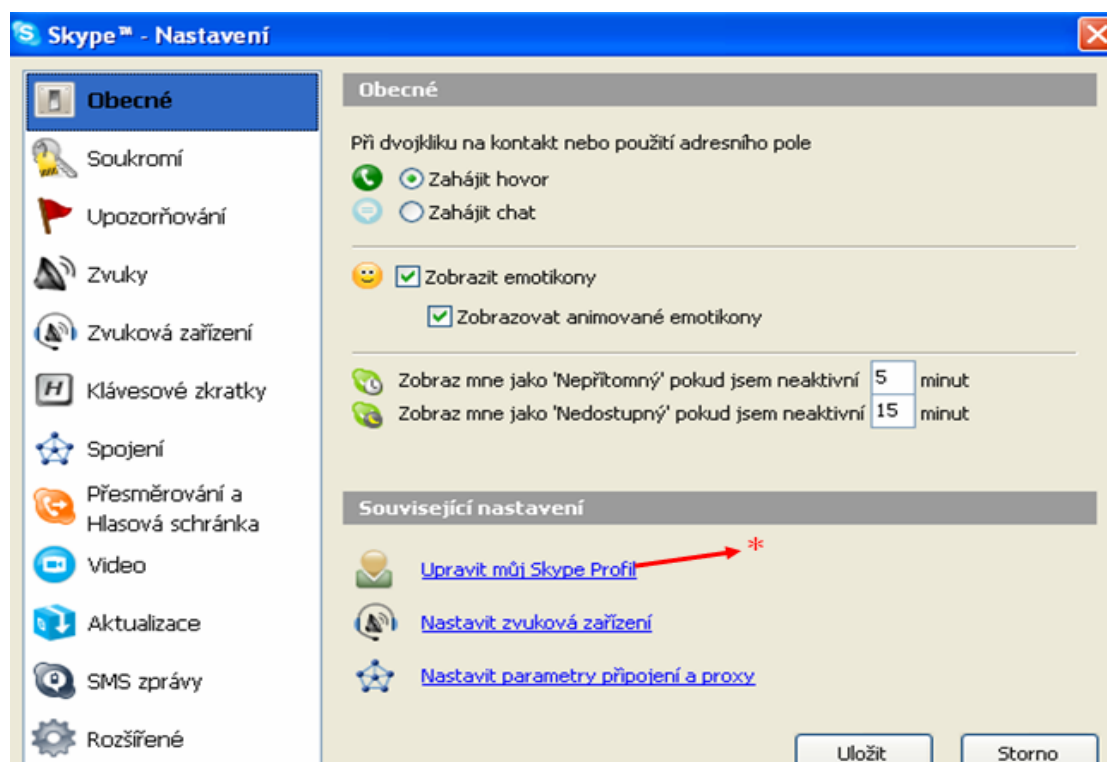 Skype™ - Nastavení
Obecné
Soukromí
Upozorňování
Zvuky
Zvuková zařízení
Klávesové zkratky
Spojení
Přesměrování a
Hlasová schránka
Video
Aktualizace
SMS zprávy
Rozšířené
Obecné
Při dvojkliku na kontakt nebo použití adresního pole
Zahájit hovor
Zahájit chat
Zobrazit emotikony
Zobrazovat animované emotikony
Zobraz mne jako 'Nepřítomný' pokud jsem neaktivní 5 minut
Zobraz mne jako 'Nedostupný' pokud jsem neaktivní 15 minut
Související nastavení
*
Upravit můj Skype Profil
Nastavit zvuková zařízení
Nastavit parametry připojení a proxy
Uložit Storno